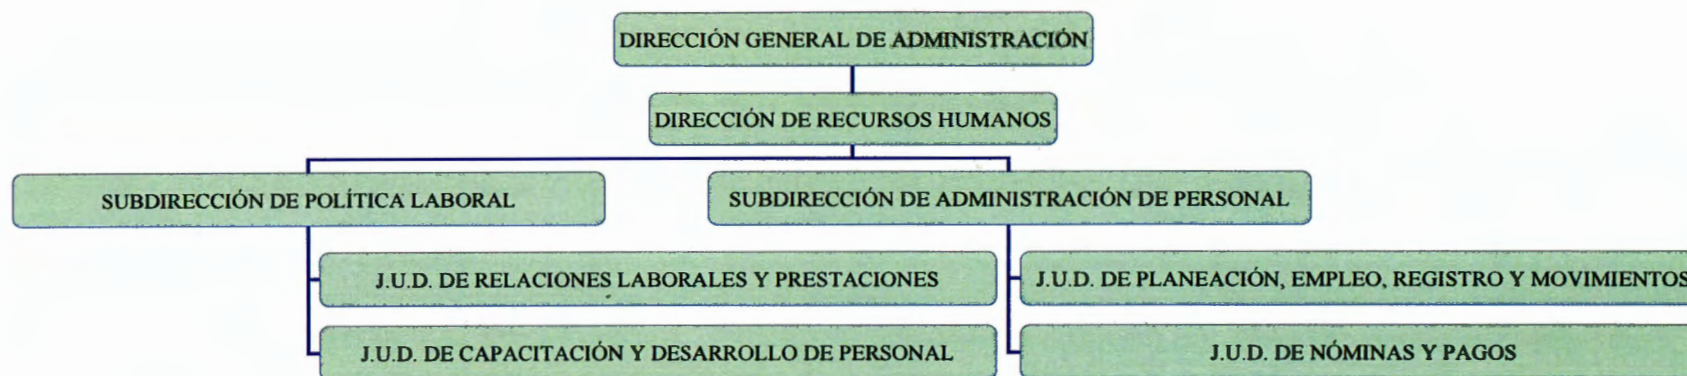 DIRECCIÓN GENERAL DE ADMINISTRACIÓN
DIRECCIÓN DE RECURSOS HUMANOS
SUBDIRECCIÓN DE POLÍTICA LABORAL
SUBDIRECCIÓN DE ADMINISTRACIÓN DE PERSONAL
J.U.D. DE RELACIONES LABORALES Y PRESTACIONES
J.U.D. DE PLANEACIÓN, EMPLEO, REGISTRO Y MOVIMIENTOS
J.U.D. DE CAPACITACIÓN Y DESARROLLO DE PERSONAL
J.U.D. DE NÓMINAS Y PAGOS